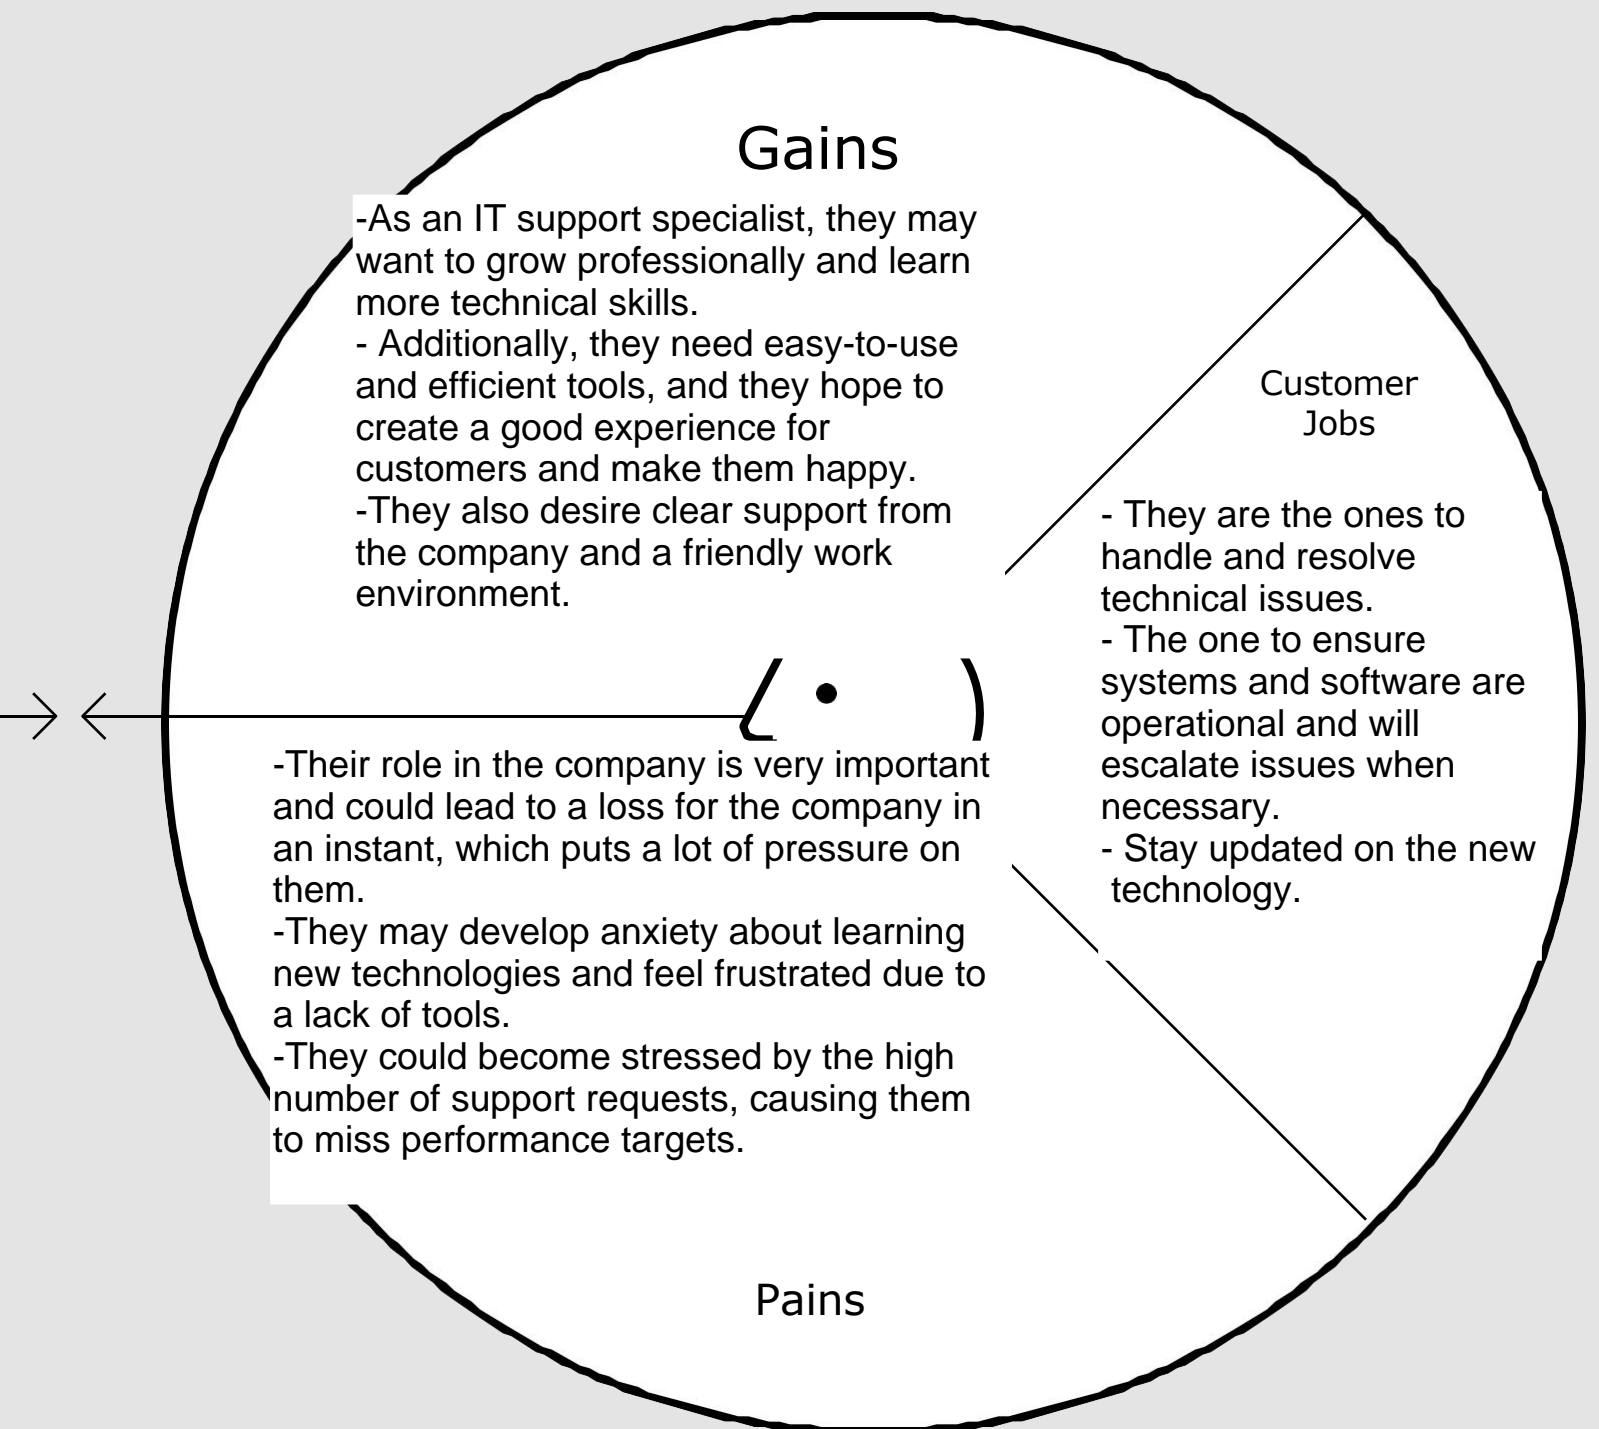 Gains
-As an IT support specialist, they may
want to grow professionally and learn
more technical skills.
- Additionally, they need easy-to-use
and efficient tools, and they hope to
create a good experience for
customers and make them happy.
-They also desire clear support from
the company and a friendly work
environment.
Customer
Jobs
- They are the ones to
handle and resolve
technical issues.
- The one to ensure
systems and software are
operational and will
escalate issues when
necessary.
- Stay updated on the new
technology.
-Their role in the company is very important
and could lead to a loss for the company in
an instant, which puts a lot of pressure on
them.
-They may develop anxiety about learning
new technologies and feel frustrated due to
a lack of tools.
-They could become stressed by the high
number of support requests, causing them
to miss performance targets.
Pains